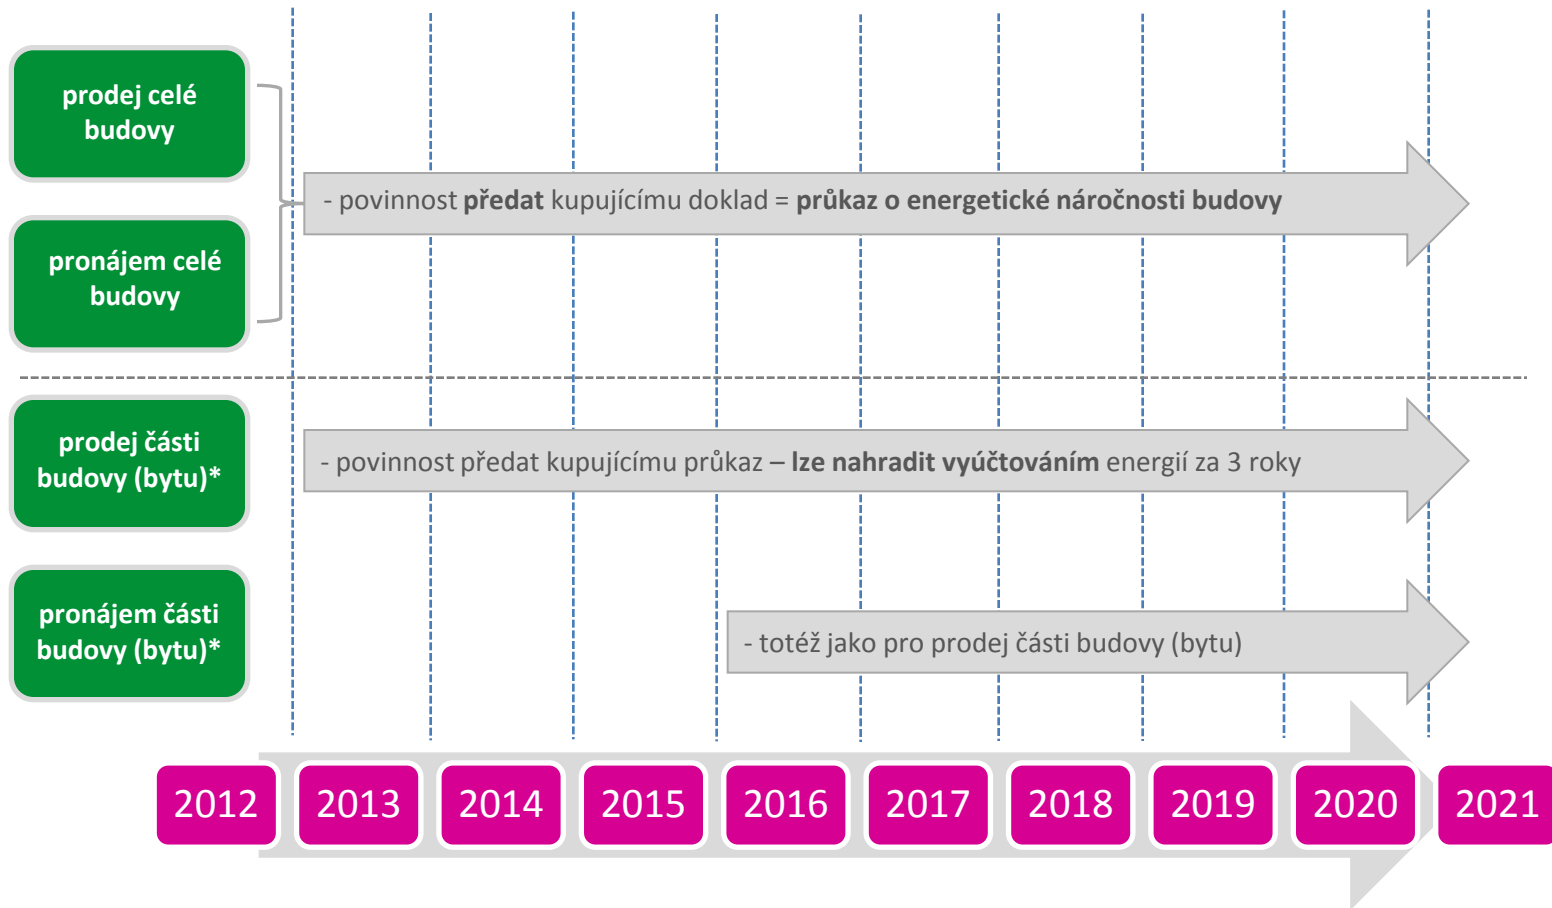 prodej celé
budovy
- povinnost předat kupujícímu doklad = průkaz o energetické náročnosti budovy
pronájem celé
budovy
prodej části
budovy (bytu)*
- povinnost předat kupujícímu průkaz – lze nahradit vyúčtováním energií za 3 roky
pronájem části
budovy (bytu)*
- totéž jako pro prodej části budovy (bytu)
2012 2013 2014 2015 2016 2017 2018 2019 2020 2021